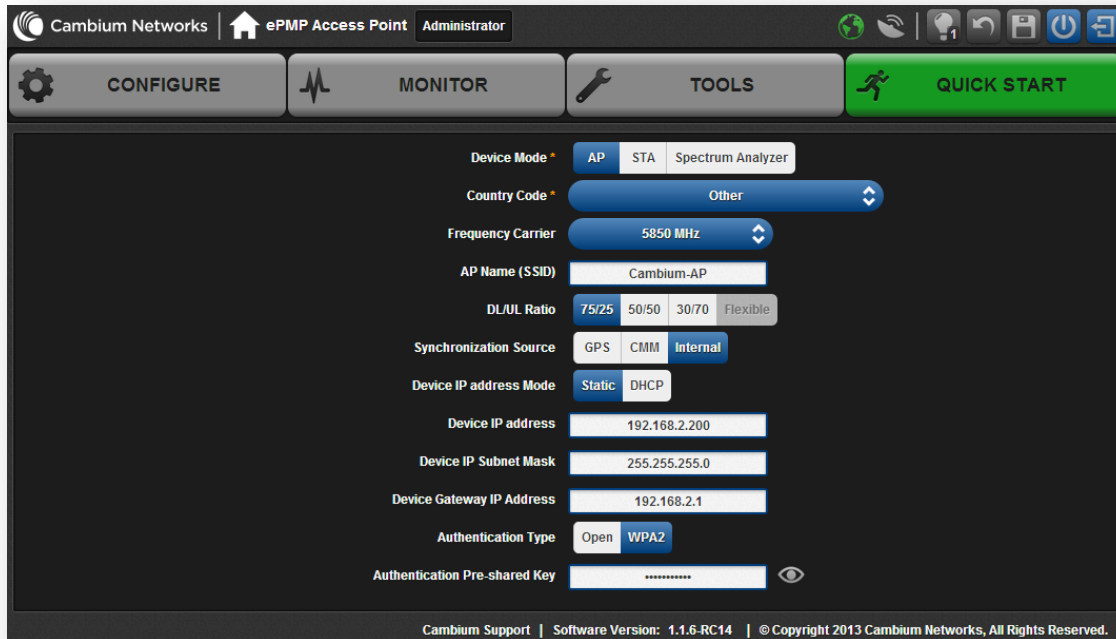 Cambium Networks | ePMP Access Point Administrator 1
CONFIGURE MONITOR TOOLS QUICK START
Device Mode * AP STA Spectrum Analyzer
Country Code * Other
Frequency Carrier 5850 MHz
AP Name (SSID) Cambium-AP
DL/UL Ratio 75/25 50/50 30/70 Flexible
Synchronization Source GPS CMM Internal
Device IP address Mode Static DHCP
Device IP address 192.168.2.200
Device IP Subnet Mask 255.255.255.0
Device Gateway IP Address 192.168.2.1
Authentication Type Open WPA2
Authentication Pre-shared Key •••••••••••
Cambium Support | Software Version: 1.1.6-RC14 | © Copyright 2013 Cambium Networks, All Rights Reserved.